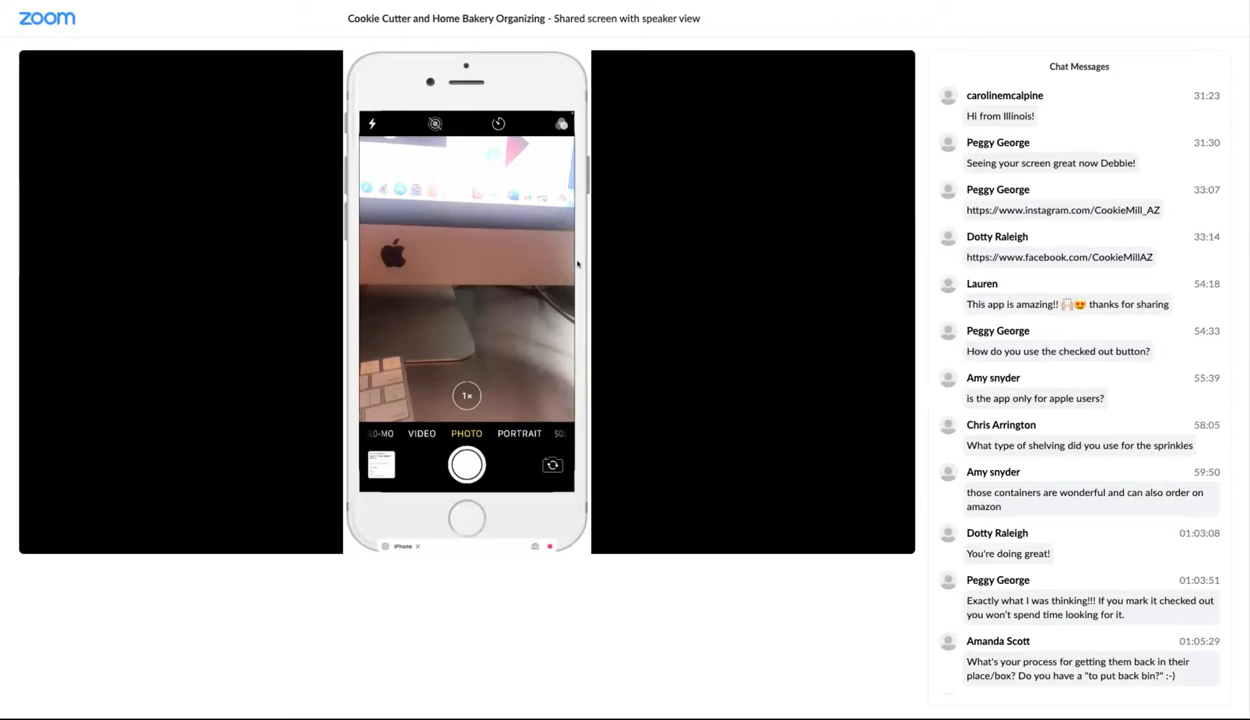 zoom
Cookie Cutter and Home Bakery Organizing - Shared screen with speaker view
1×
VIDEO
PHOTO
PORTRAIT
iPhone
Chat Messages
carolinemcalpine 31:23
Hi from Illinois!
Peggy George 31:30
Seeing your screen great now Debbie!
Peggy George 33:07
https://www.instagram.com/CookieMill_AZ
Dotty Raleigh 33:14
https://www.facebook.com/CookieMillAZ
Lauren 54:18
This app is amazing!! 🙌🏻😍 thanks for sharing
Peggy George 54:33
How do you use the checked out button?
Amy snyder 55:39
is the app only for apple users?
Chris Arrington 58:05
What type of shelving did you use for the sprinkles
Amy snyder 59:50
those containers are wonderful and can also order on
amazon
Dotty Raleigh 01:03:08
You're doing great!
Peggy George 01:03:51
Exactly what I was thinking!!! If you mark it checked out
you won't spend time looking for it.
Amanda Scott 01:05:29
What's your process for getting them back in their
place/box? Do you have a "to put back bin?" :-)